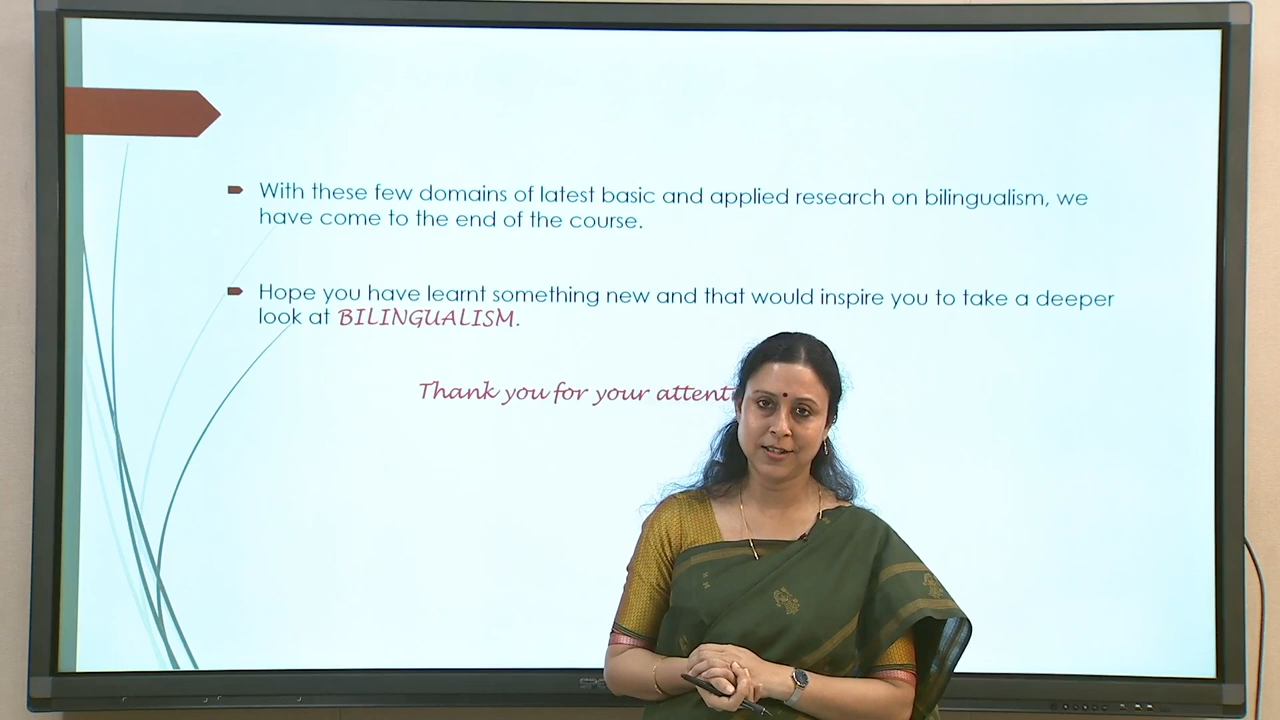 With these few domains of latest basic and applied research on bilingualism, we
have come to the end of the course.
Hope you have learnt something new and that would inspire you to take a deeper
look at BILINGUALISM.
Thank you for your